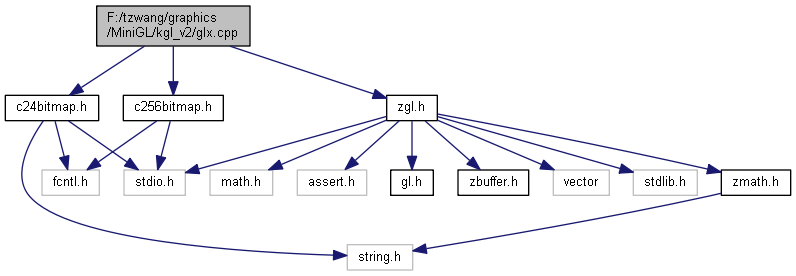 F:/tzwang/graphics
/MiniGL/kgl_v2/glx.cpp
c24bitmap.h
c256bitmap.h
zgl.h
fcntl.h
stdio.h
math.h
assert.h
gl.h
zbuffer.h
vector
stdlib.h
zmath.h
string.h